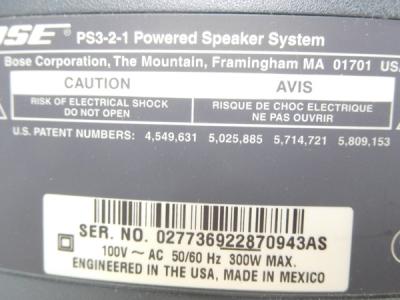 BOSE PS3-2-1 Powered Speaker System
Bose Corporation, The Mountain, Framingham MA 01701 USA
CAUTION AVIS
RISK OF ELECTRICAL SHOCK
DO NOT OPEN
RISQUE DE CHOC ELECTRIQUE
NE PAS OUVRIR
U.S. PATENT NUMBERS: 4,549,631 5,025,885 5,714,721 5,809,153
SER. NO. 027736922870943AS
100V ~ AC 50/60 Hz 300W MAX.
ENGINEERED IN THE USA, MADE IN MEXICO